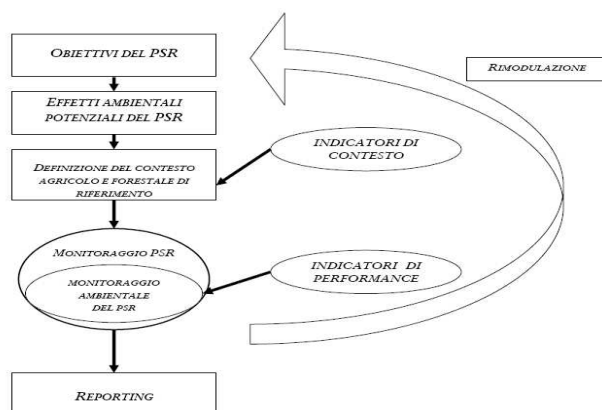 OBIETTIVI DEL PSR
RIMODULAZIONE
EFFETTI AMBIENTALI
POTENZIALI DEL PSR
INDICATORI DI
CONTESTO
DEFINIZIONE DEL CONTESTO
AGRICOLO E FORESTALE DI
RIFERIMENTO
MONITORAGGIO PSR
MONITORAGGIO
AMBIENTALE
DEL PSR
INDICATORI DI
PERFORMANCE
REPORTING